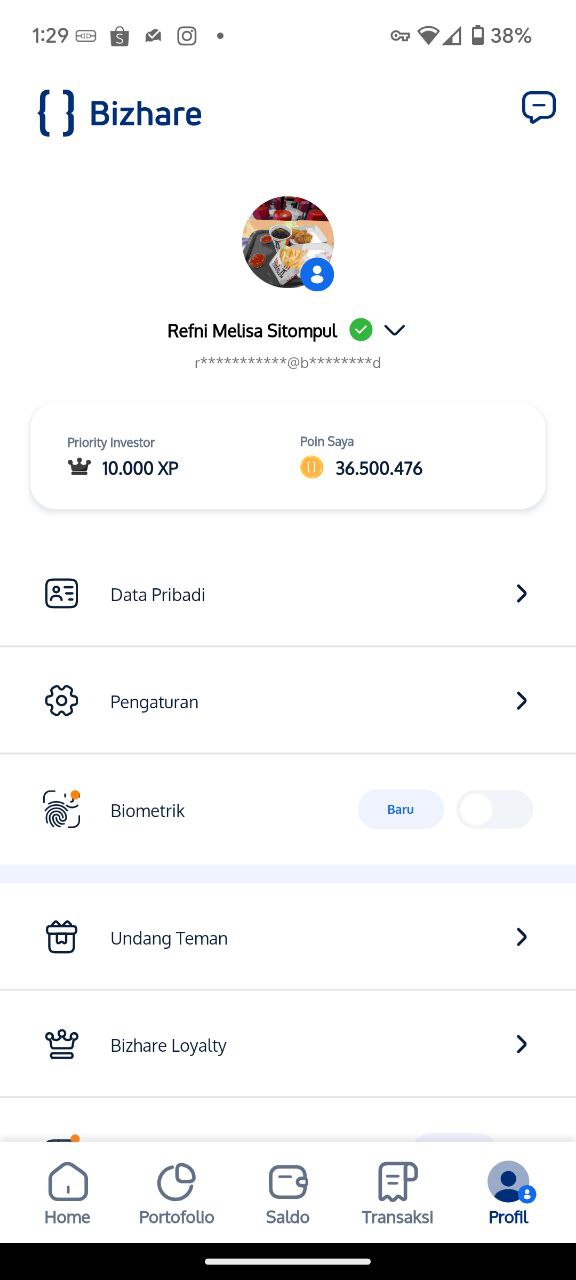 1:29
38%
{ } Bizhare
Refni Melisa Sitompul
r***********@b********d
Priority Investor
10.000 XP
Poin Saya
36.500.476
Data Pribadi
Pengaturan
Biometrik
Baru
Undang Teman
Bizhare Loyalty
Home
Portofolio
Saldo
Transaksi
Profil